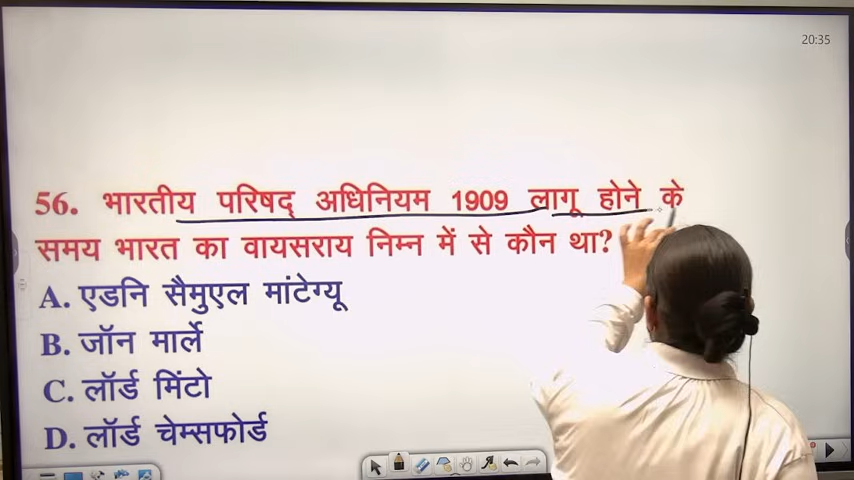 20:35
56. भारतीय परिषद् अधिनियम 1909 लागू होने के
समय भारत का वायसराय निम्न में से कौन था?
A. एडनि सैमुएल मांटेग्यू
B. जॉन मार्ले
C. लॉर्ड मिंटो
D. लॉर्ड चेम्सफोर्ड